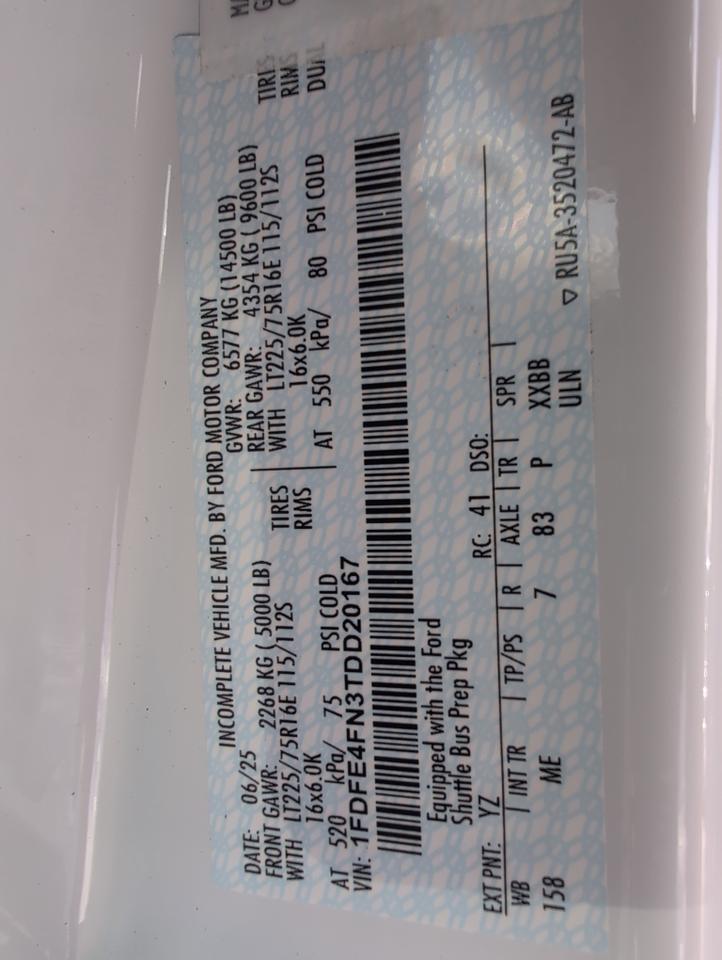 INCOMPLETE VEHICLE MFD. BY FORD MOTOR COMPANY
DATE: 06/25 GVWR: 6577 KG (14500 LB)
FRONT GAWR: 2268 KG ( 5000 LB) REAR GAWR: 4354 KG ( 9600 LB)
WITH LT225/75R16E 115/112S TIRES WITH LT225/75R16E 115/112S TIRES
16x6.0K RIMS 16x6.0K RIMS
AT 520 kPa/ 75 PSI COLD AT 550 kPa/ 80 PSI COLD DUAL
VIN: 1FDFE4FN3TDD20167
Equipped with the Ford
Shuttle Bus Prep Pkg
EXT PNT: YZ RC: 41 DSO:
WB | INT TR | TP/PS | R | AXLE | TR | SPR |
158 ME 7 83 P XXBB
ULN
▽ RU5A-3520472-AB